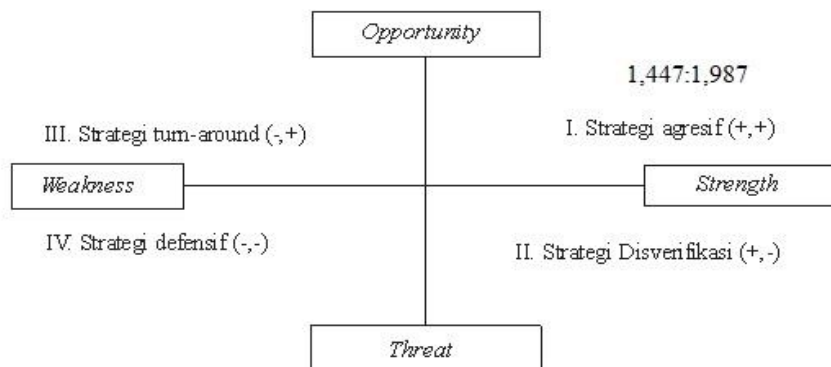 Opportunity
1,447:1,987
III. Strategi turn-around (-,+)
I. Strategi agresif (+,+)
Weakness
Strength
IV. Strategi defensif (-,-)
II. Strategi Disverifikasi (+,-)
Threat